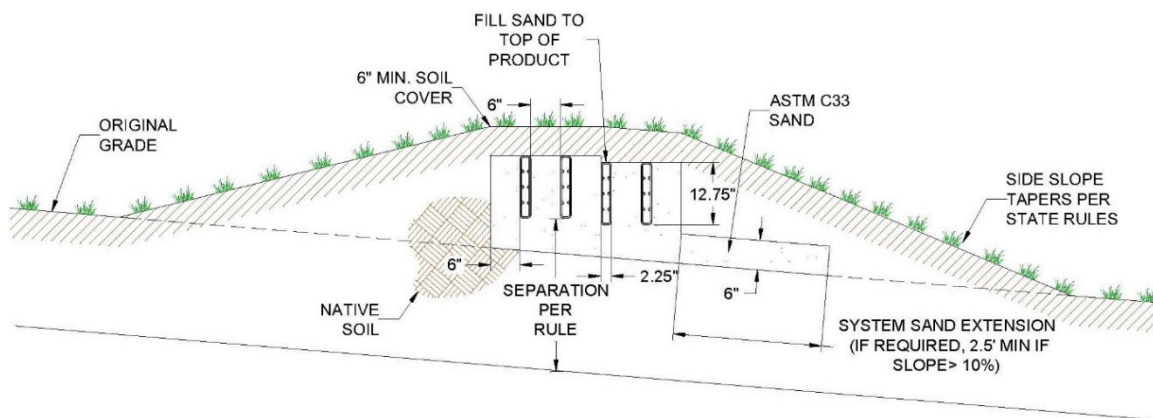 FILL SAND TO
TOP OF
PRODUCT
6" MIN. SOIL
COVER
6"
ASTM C33
SAND
ORIGINAL
GRADE
12.75"
SIDE SLOPE
TAPERS PER
STATE RULES
6"
2.25"
6"
SEPARATION
PER
RULE
NATIVE
SOIL
SYSTEM SAND EXTENSION
(IF REQUIRED, 2.5' MIN IF
SLOPE> 10%)